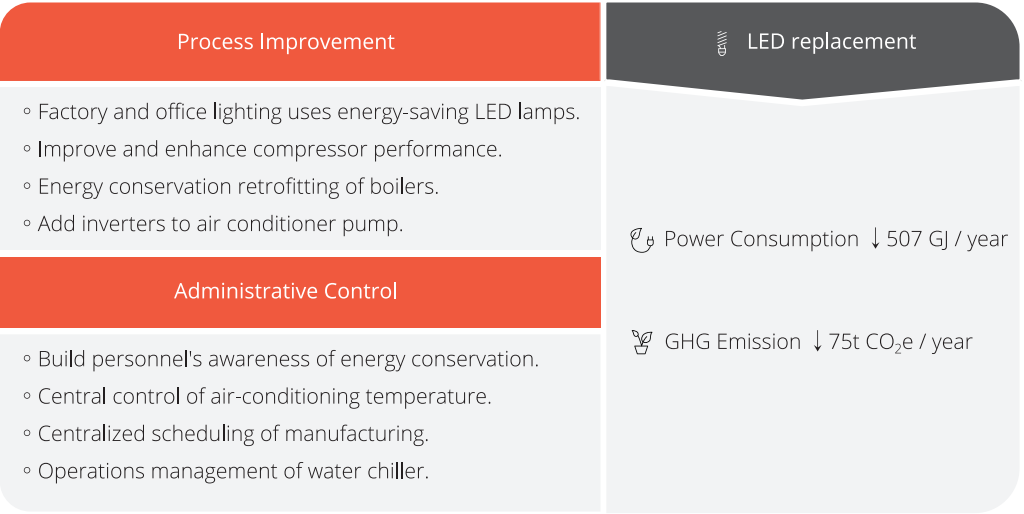 Process Improvement
◦ Factory and office lighting uses energy-saving LED lamps.
◦ Improve and enhance compressor performance.
◦ Energy conservation retrofitting of boilers.
◦ Add inverters to air conditioner pump.
Administrative Control
◦ Build personnel's awareness of energy conservation.
◦ Central control of air-conditioning temperature.
◦ Centralized scheduling of manufacturing.
◦ Operations management of water chiller.
LED replacement
Power Consumption ↓ 507 GJ / year
GHG Emission ↓ 75t CO₂e / year